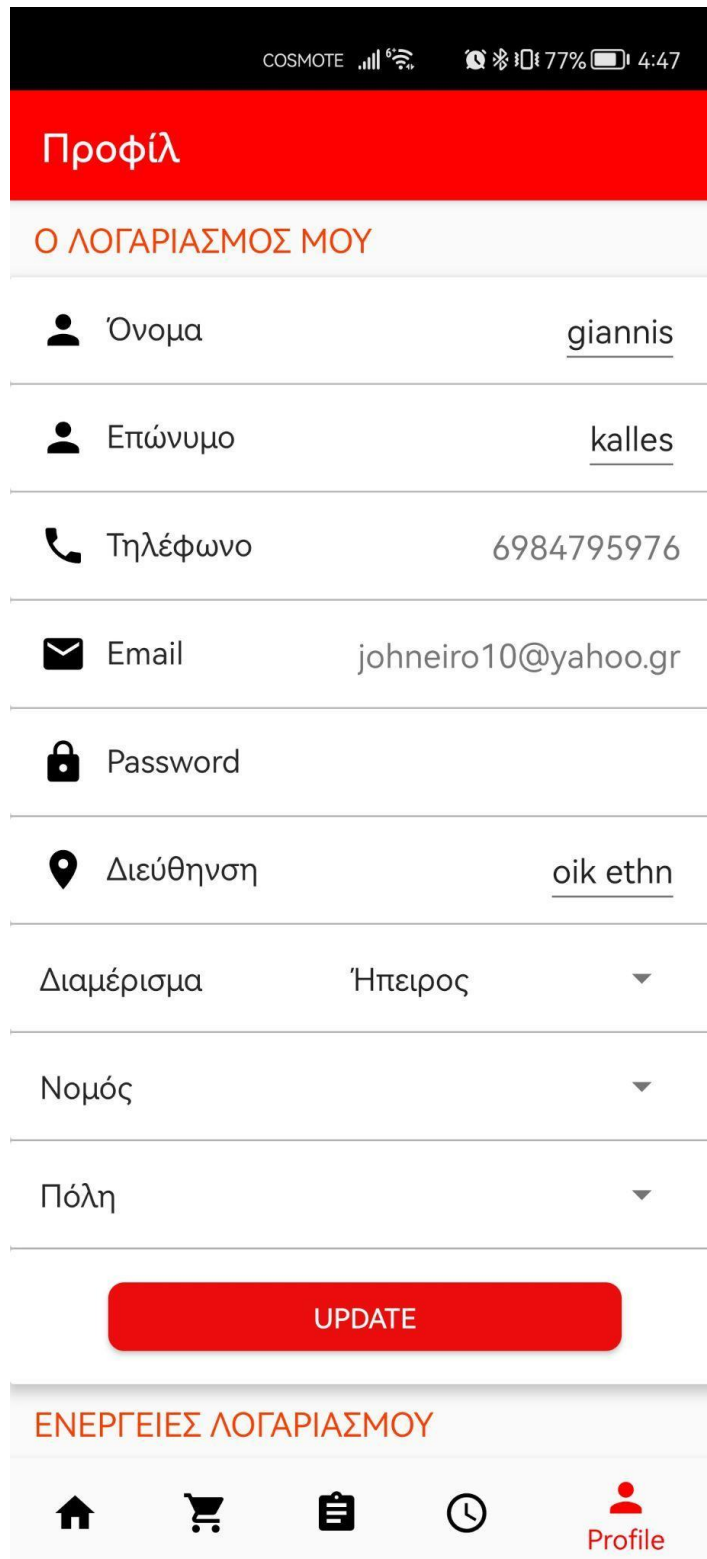 COSMOTE 6+ 77% 4:47
Προφίλ
Ο ΛΟΓΑΡΙΑΣΜΟΣ ΜΟΥ
Όνομα giannis
Επώνυμο kalles
Τηλέφωνο 6984795976
Email johneiro10@yahoo.gr
Password
Διεύθηνση oik ethn
Διαμέρισμα Ήπειρος
Νομός
Πόλη
UPDATE
ΕΝΕΡΓΕΙΕΣ ΛΟΓΑΡΙΑΣΜΟΥ
Profile